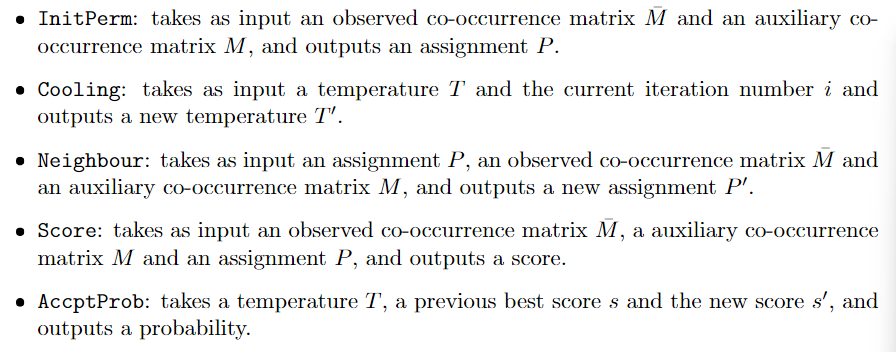 • InitPerm: takes as input an observed co-occurrence matrix M̄ and an auxiliary co-
occurrence matrix M, and outputs an assignment P.
• Cooling: takes as input a temperature T and the current iteration number i and
outputs a new temperature T′.
• Neighbour: takes as input an assignment P, an observed co-occurrence matrix M̄ and
an auxiliary co-occurrence matrix M, and outputs a new assignment P′.
• Score: takes as input an observed co-occurrence matrix M̄, a auxiliary co-occurrence
matrix M and an assignment P, and outputs a score.
• AccptProb: takes a temperature T, a previous best score s and the new score s′, and
outputs a probability.